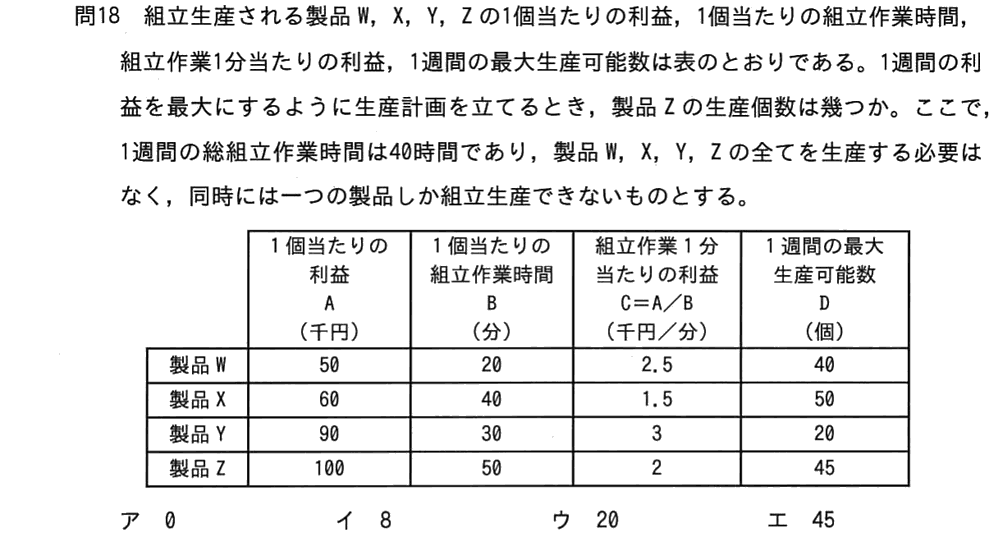 問18 組立生産される製品W，X，Y，Zの1個当たりの利益，1個当たりの組立作業時間，
組立作業1分当たりの利益，1週間の最大生産可能数は表のとおりである。1週間の利
益を最大にするように生産計画を立てるとき，製品Zの生産個数は幾つか。ここで，
1週間の総組立作業時間は40時間であり，製品W，X，Y，Zの全てを生産する必要は
なく，同時には一つの製品しか組立生産できないものとする。
1個当たりの 1個当たりの 組立作業1分 1週間の最大
利益 組立作業時間 当たりの利益 生産可能数
A B C＝A／B D
（千円） （分） （千円／分） （個）
製品W 50 20 2.5 40
製品X 60 40 1.5 50
製品Y 90 30 3 20
製品Z 100 50 2 45
ア 0 イ 8 ウ 20 エ 45